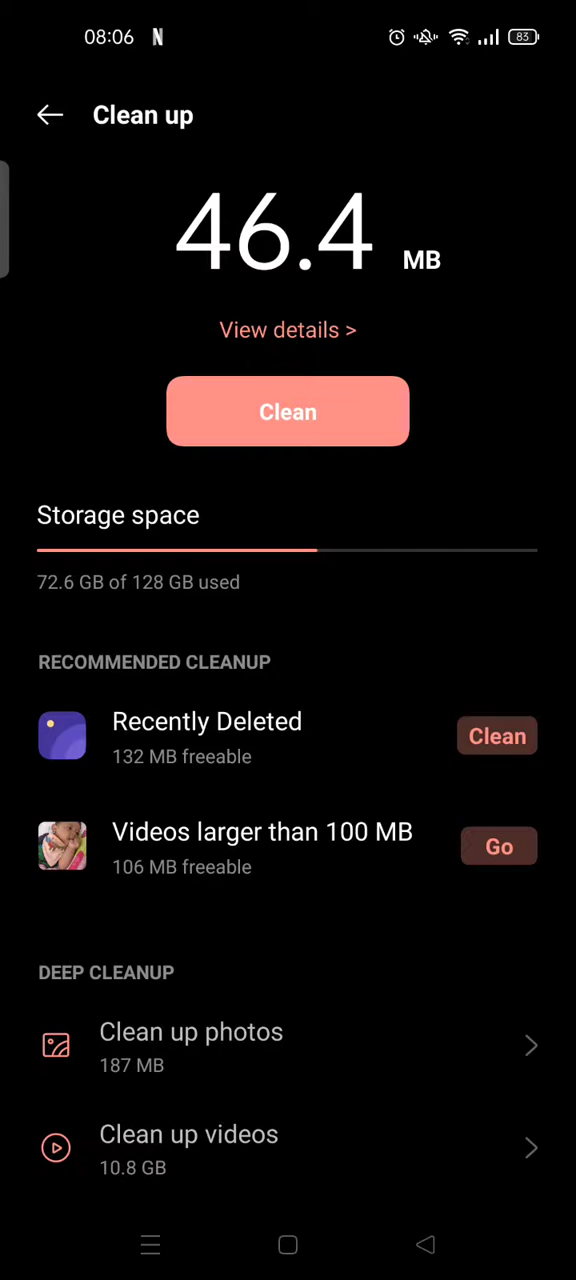 08:06 N 83
Clean up
46.4 MB
View details >
Clean
Storage space
72.6 GB of 128 GB used
RECOMMENDED CLEANUP
Recently Deleted
132 MB freeable
Clean
Videos larger than 100 MB
106 MB freeable
Go
DEEP CLEANUP
Clean up photos
187 MB
Clean up videos
10.8 GB